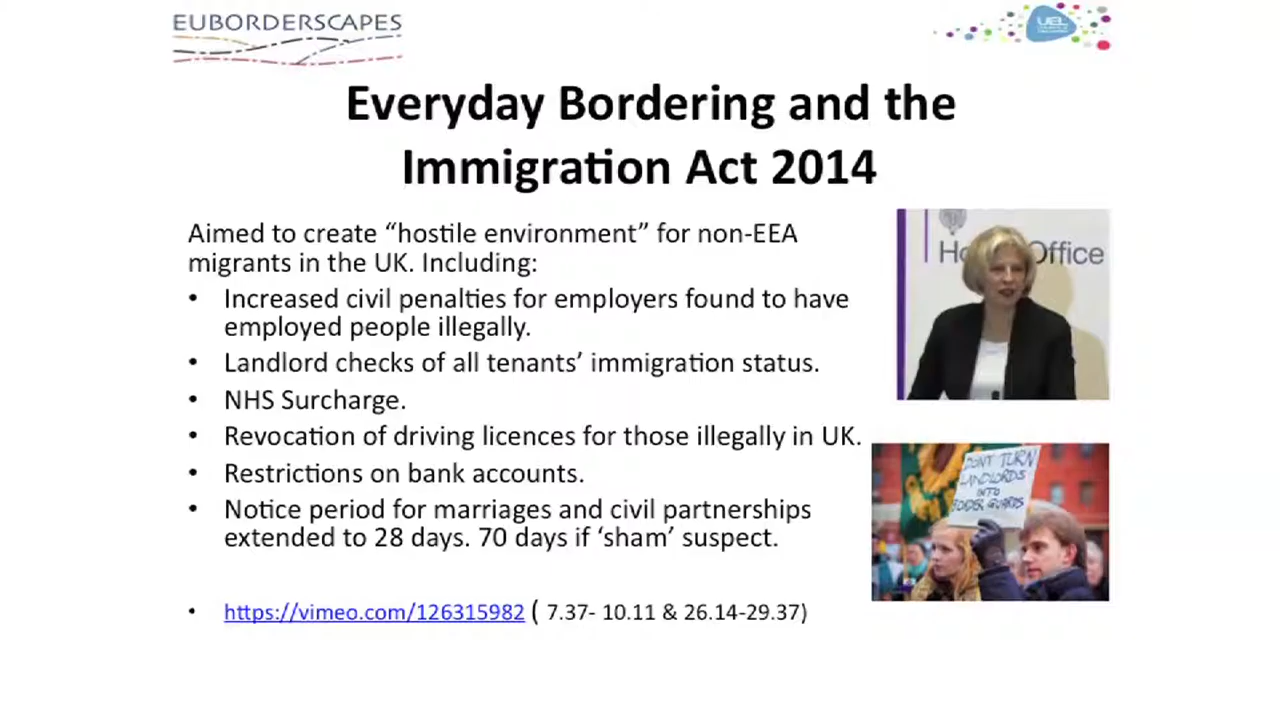 EUBORDERSCAPES
UEL
Everyday Bordering and the
Immigration Act 2014
Aimed to create “hostile environment” for non-EEA
migrants in the UK. Including:
• Increased civil penalties for employers found to have
employed people illegally.
• Landlord checks of all tenants’ immigration status.
• NHS Surcharge.
• Revocation of driving licences for those illegally in UK.
• Restrictions on bank accounts.
• Notice period for marriages and civil partnerships
extended to 28 days. 70 days if ‘sham’ suspect.
• https://vimeo.com/126315982 ( 7.37- 10.11 & 26.14-29.37)
Office
DONT TURN
LANDLORDS
INTO
BORDER GUARDS